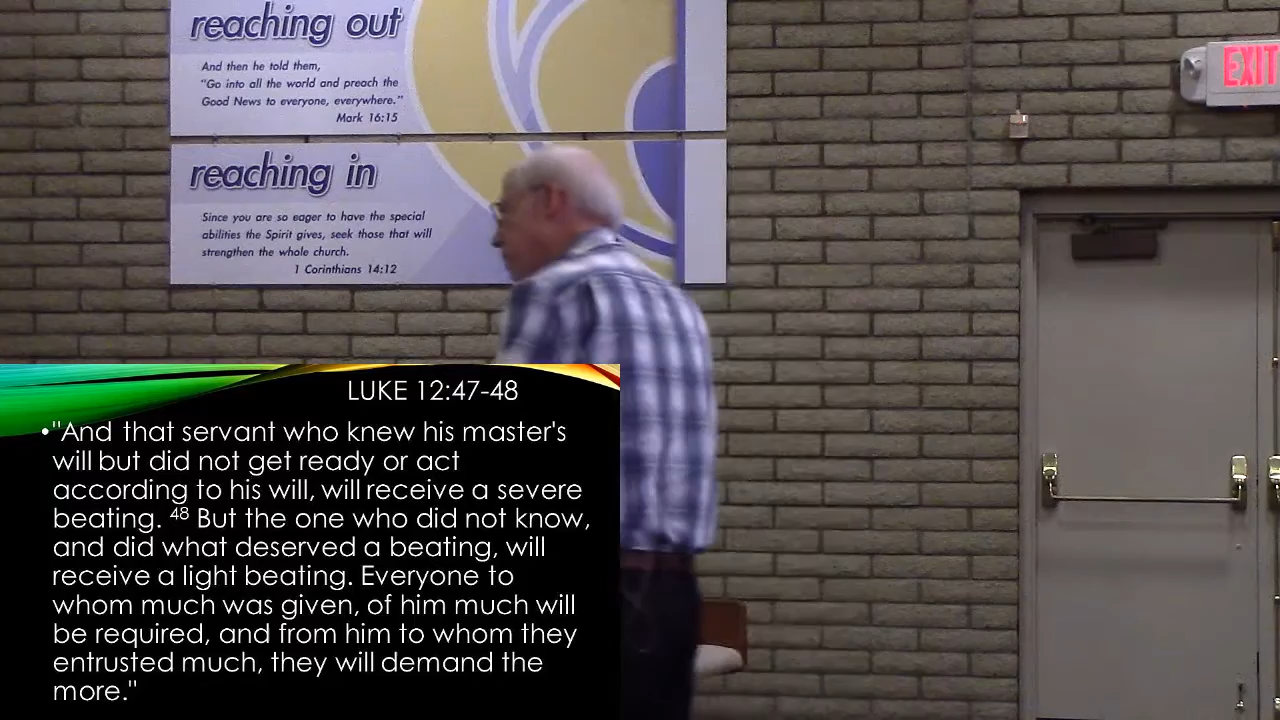 reaching out
And then he told them,
"Go into all the world and preach the
Good News to everyone, everywhere."
Mark 16:15
reaching in
Since you are so eager to have the special
abilities the Spirit gives, seek those that will
strengthen the whole church.
1 Corinthians 14:12
EXIT
LUKE 12:47-48
•"And that servant who knew his master's
will but did not get ready or act
according to his will, will receive a severe
beating. 48 But the one who did not know,
and did what deserved a beating, will
receive a light beating. Everyone to
whom much was given, of him much will
be required, and from him to whom they
entrusted much, they will demand the
more."